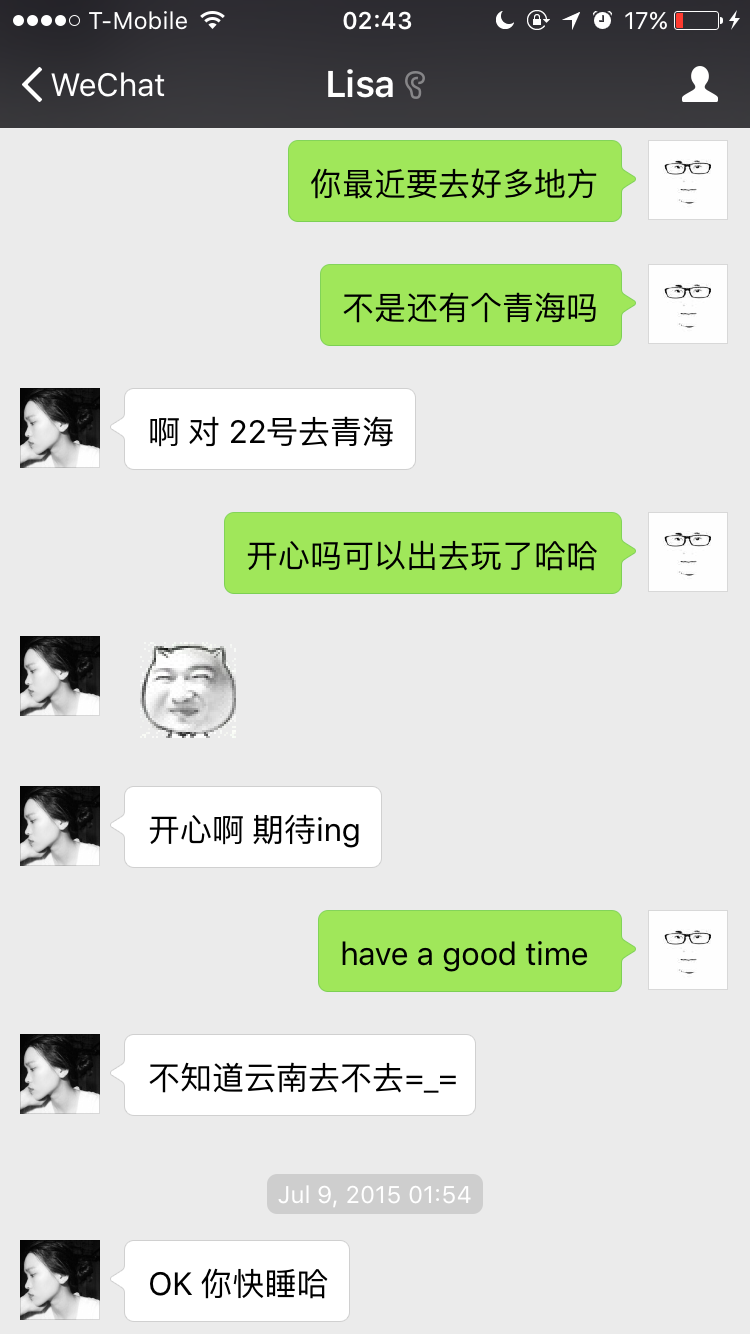 T-Mobile 02:43 17%
WeChat Lisa
你最近要去好多地方
不是还有个青海吗
啊 对 22号去青海
开心吗可以出去玩了哈哈
开心啊 期待ing
have a good time
不知道云南去不去=_=
Jul 9, 2015 01:54
OK 你快睡哈